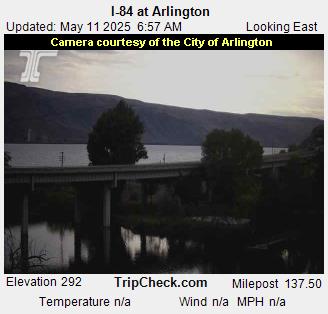 I-84 at Arlington
Updated: May 11 2025 6:57 AM Looking East
Camera courtesy of the City of Arlington
Elevation 292 TripCheck.com Milepost 137.50
Temperature n/a Wind n/a MPH n/a